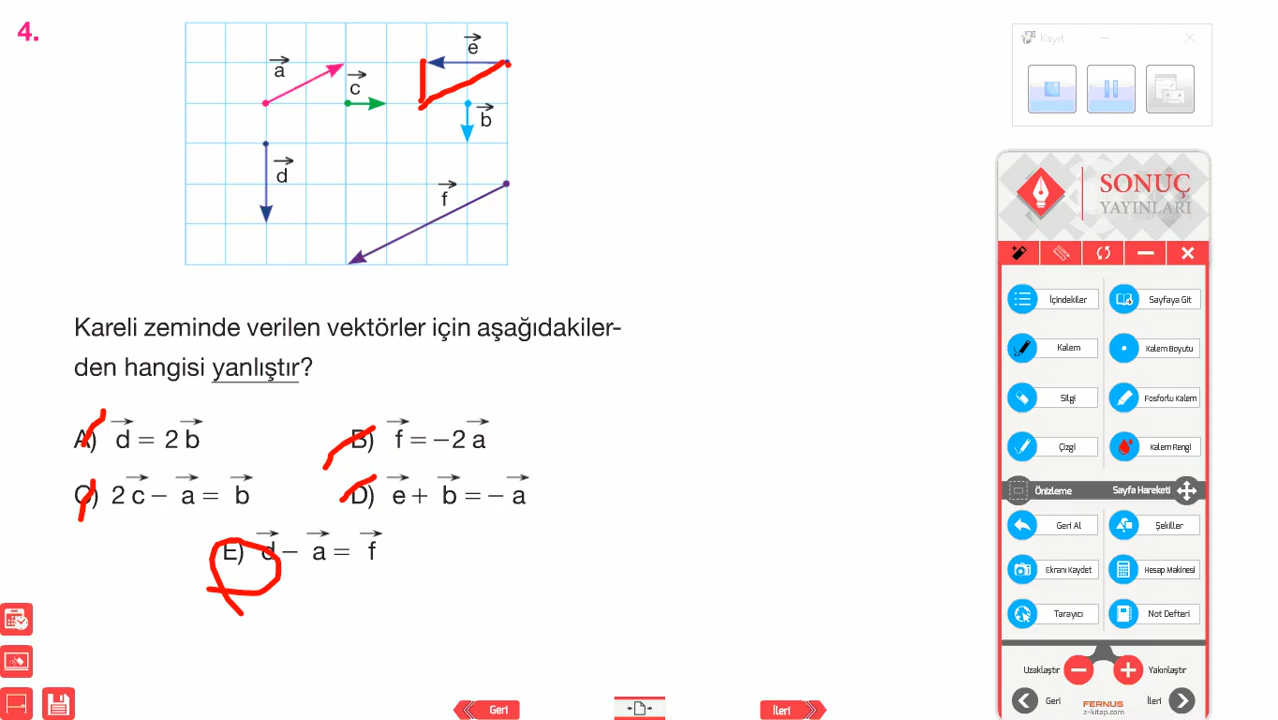 4.
a
c
e
b
d
f
Kareli zeminde verilen vektörler için aşağıdakiler-
den hangisi yanlıştır?
A) d = 2 b
B) f = −2 a
C) 2 c − a = b
D) e + b = − a
E) d − a = f
Geri
İleri
Kayıt
SONUÇ
YAYINLARI
İçindekiler
Sayfaya Git
Kalem
Kalem Boyutu
Silgi
Fosforlu Kalem
Çizgi
Kalem Rengi
Önizleme
Sayfa Hareketi
Geri Al
Şekiller
Ekranı Kaydet
Hesap Makinesi
Tarayıcı
Not Defteri
Uzaklaştır
Yakınlaştır
Geri
FERNUS
z-kitap.com
İleri